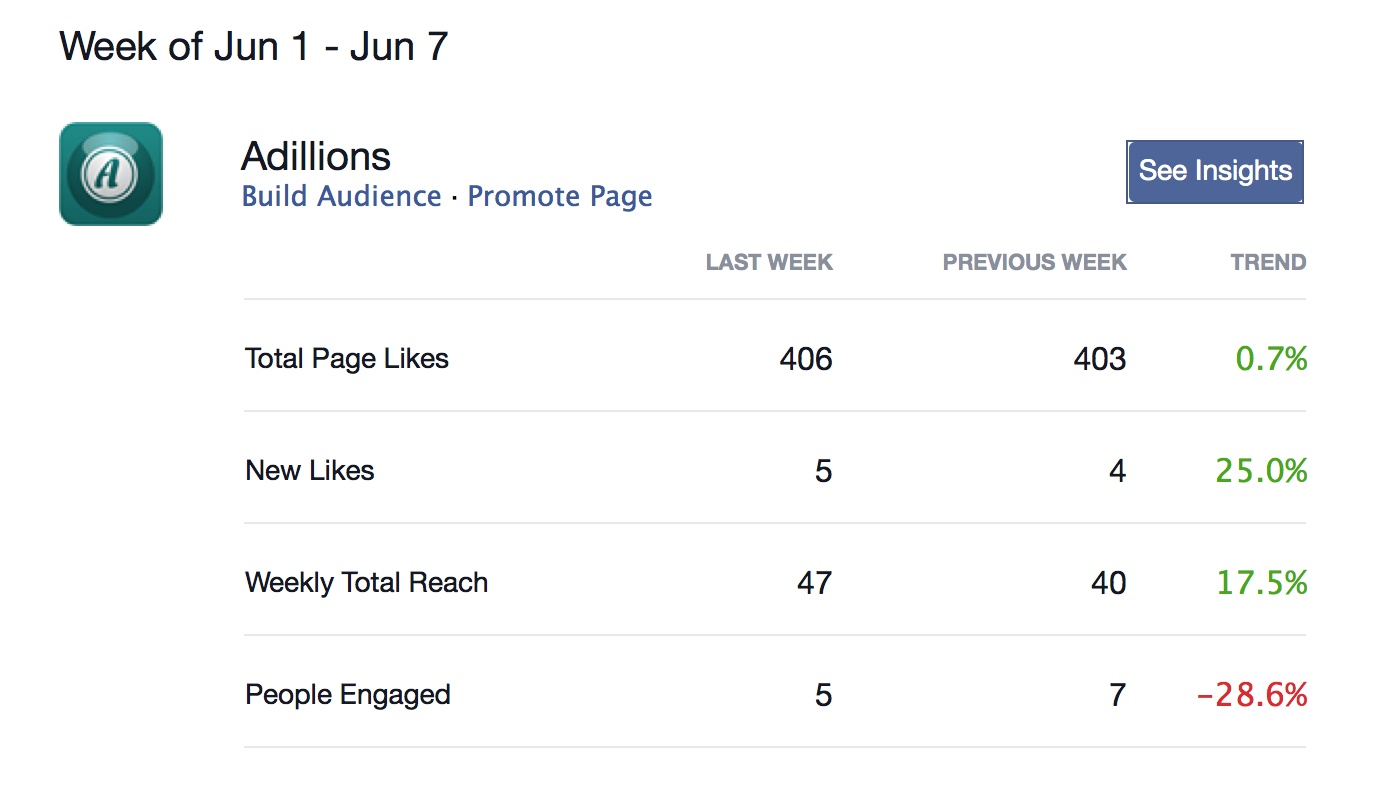 Week of Jun 1 - Jun 7
A
Adillions
Build Audience · Promote Page
See Insights
LAST WEEK PREVIOUS WEEK TREND
Total Page Likes 406 403 0.7%
New Likes 5 4 25.0%
Weekly Total Reach 47 40 17.5%
People Engaged 5 7 -28.6%